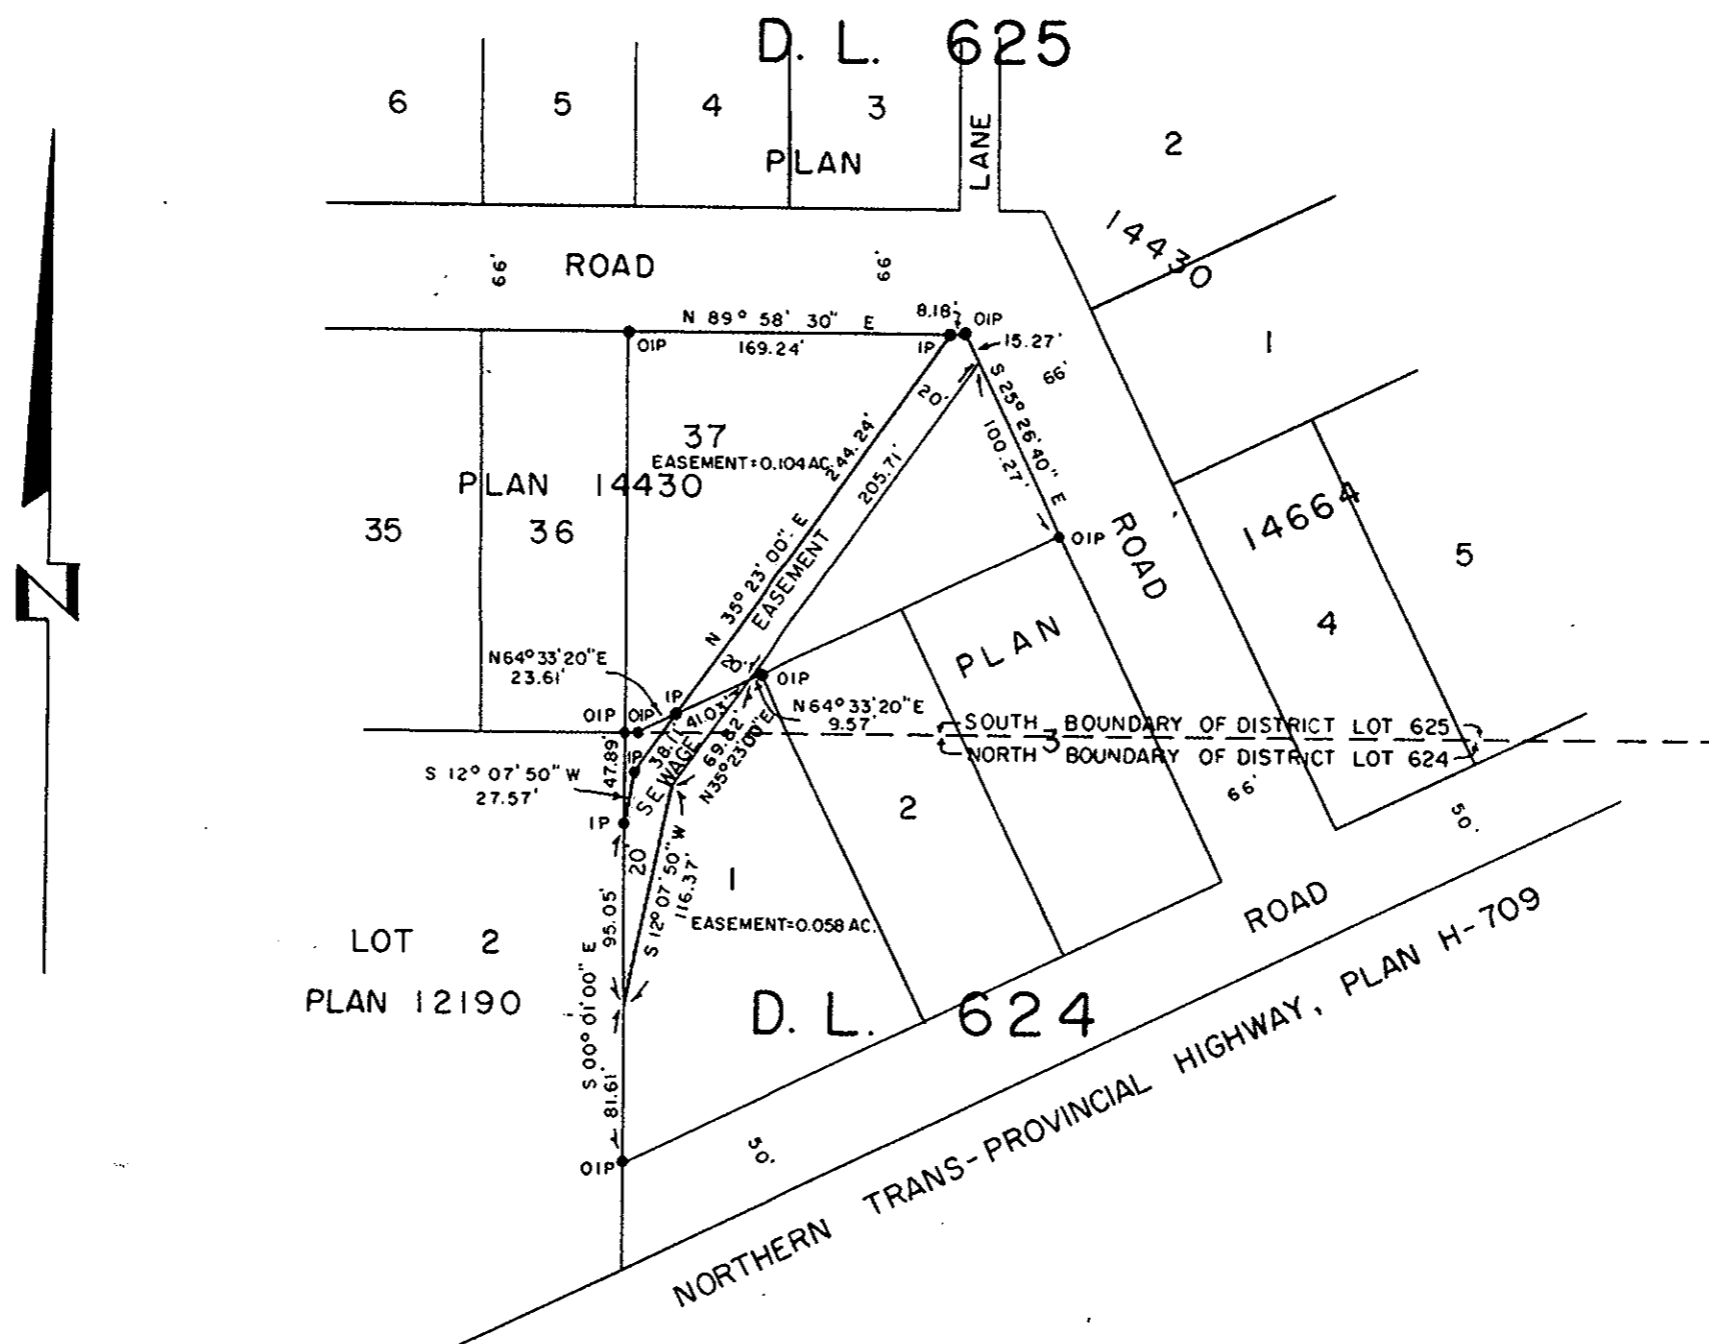 D. L. 625
6
5
4
3
PLAN
LANE
2
14430
ROAD
66'
66'
N 89° 58' 30" E
169.24'
8.18'
OIP
IP
OIP
15.27'
66'
1
S 25° 26' 40" E
100.27'
20'
37
EASEMENT=0.104 AC.
244.24'
205.71'
PLAN 14430
35
36
N 35° 23' 00" E
EASEMENT
OIP
ROAD
14664
5
4
PLAN
N64° 33' 20" E
23.61'
20'
IP
OIP
N64° 33' 20" E
9.57'
OIP
OIP
41.03'
SOUTH BOUNDARY OF DISTRICT LOT 625
3
NORTH BOUNDARY OF DISTRICT LOT 624
47.89'
IP
38.11'
69.82'
N35° 23' 00" E
S 12° 07' 50" W
27.57'
SEWAGE
66'
2
50'
IP
20'
S 12° 07' 50" W
116.37'
1
EASEMENT=0.058 AC.
95.05'
S 00° 01' 00" E
LOT 2
PLAN 12190
D. L. 624
ROAD
81.61'
OIP
50'
NORTHERN TRANS-PROVINCIAL HIGHWAY, PLAN H-709
N